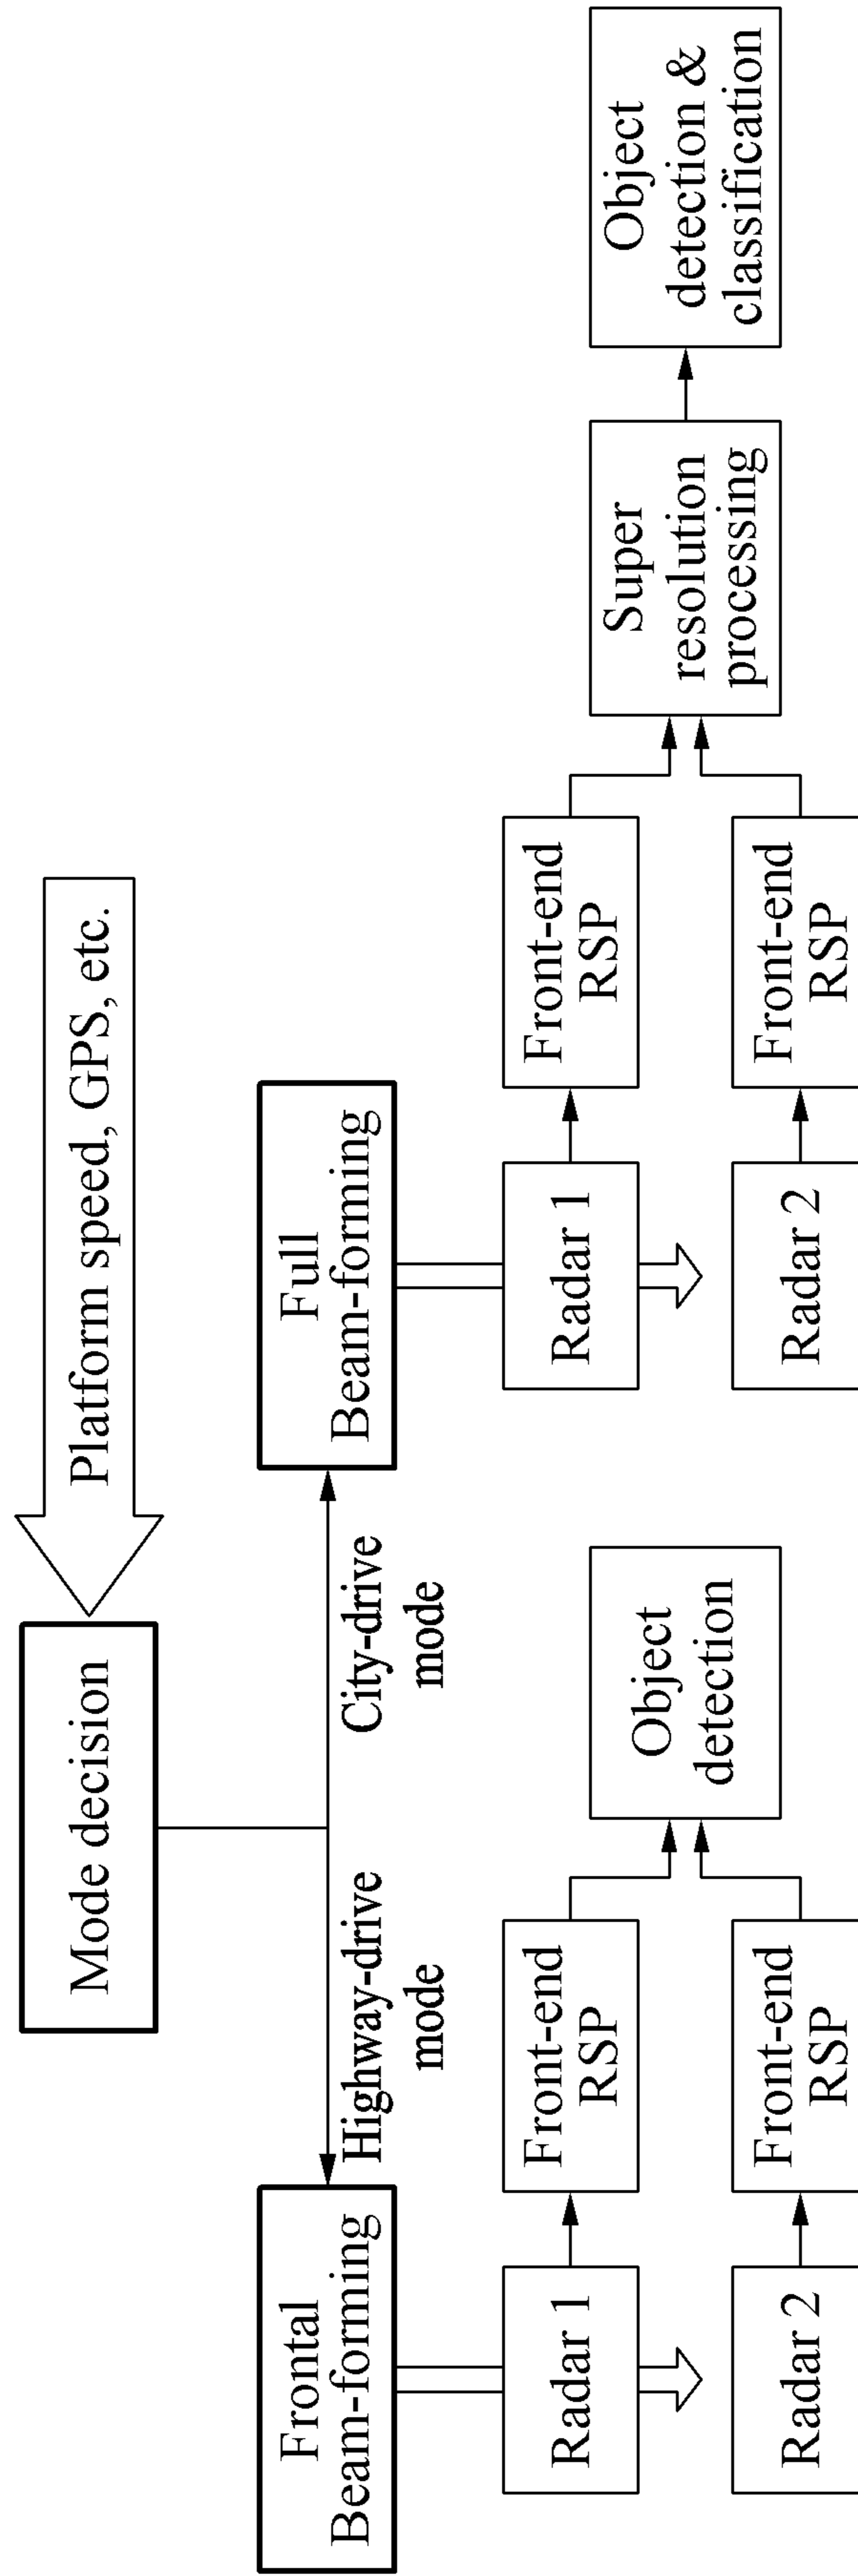 Mode decision
Platform speed, GPS, etc.
Highway-drive
mode
City-drive
mode
Frontal
Beam-forming
Full
Beam-forming
Radar 1
Front-end
RSP
Radar 2
Front-end
RSP
Object
detection
Radar 1
Front-end
RSP
Radar 2
Front-end
RSP
Super
resolution
processing
Object
detection &
classification